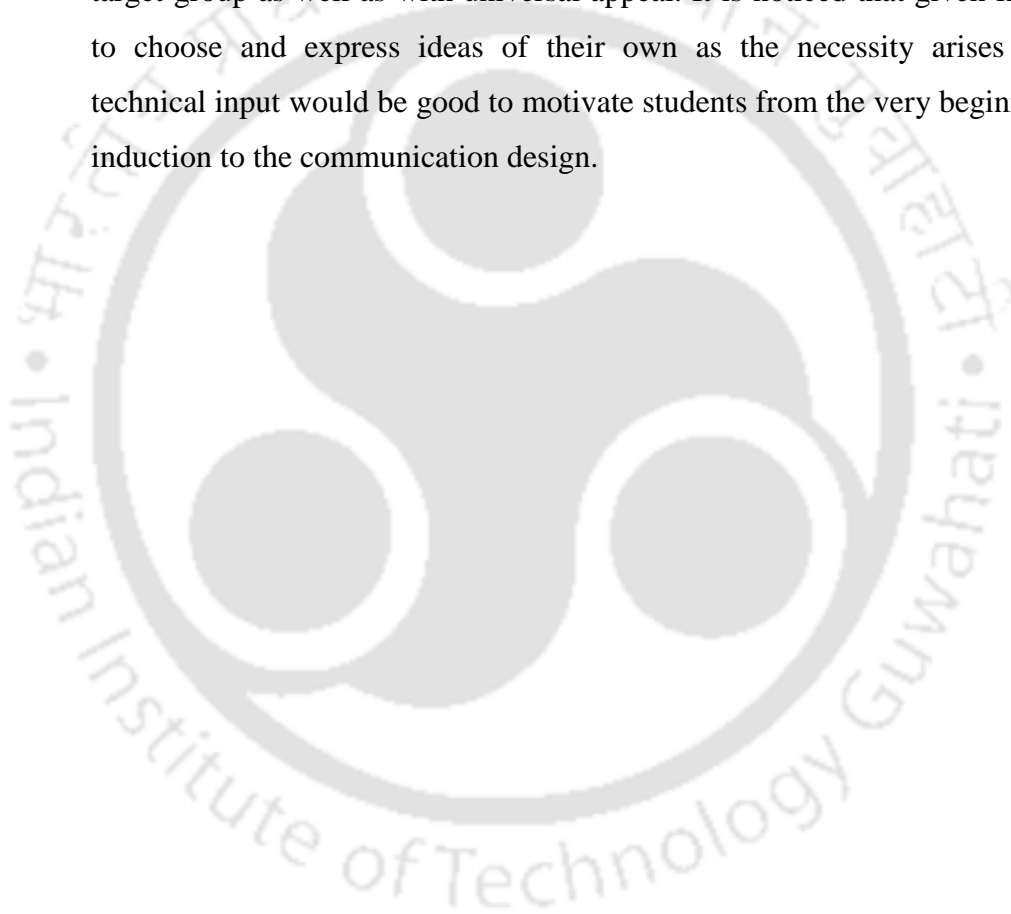 target group as well as with universal appeal. It is noticed that given
to choose and express ideas of their own as the necessity arises
technical input would be good to motivate students from the very
induction to the communication design.
Indian Institute of Technology Guwahati